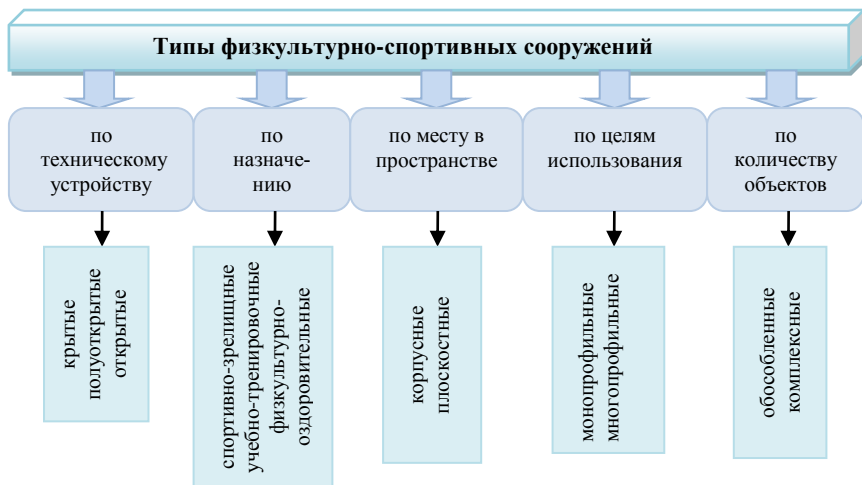 Типы физкультурно-спортивных сооружений
по
техническому
устройству
по
назначе-
нию
по месту в
пространстве
по целям
использования
по
количеству
объектов
крытые
полуоткрытые
открытые
спортивно-зрелищные
учебно-тренировочные
физкультурно-
оздоровительные
корпусные
плоскостные
монопрофильные
многопрофильные
обособленные
комплексные